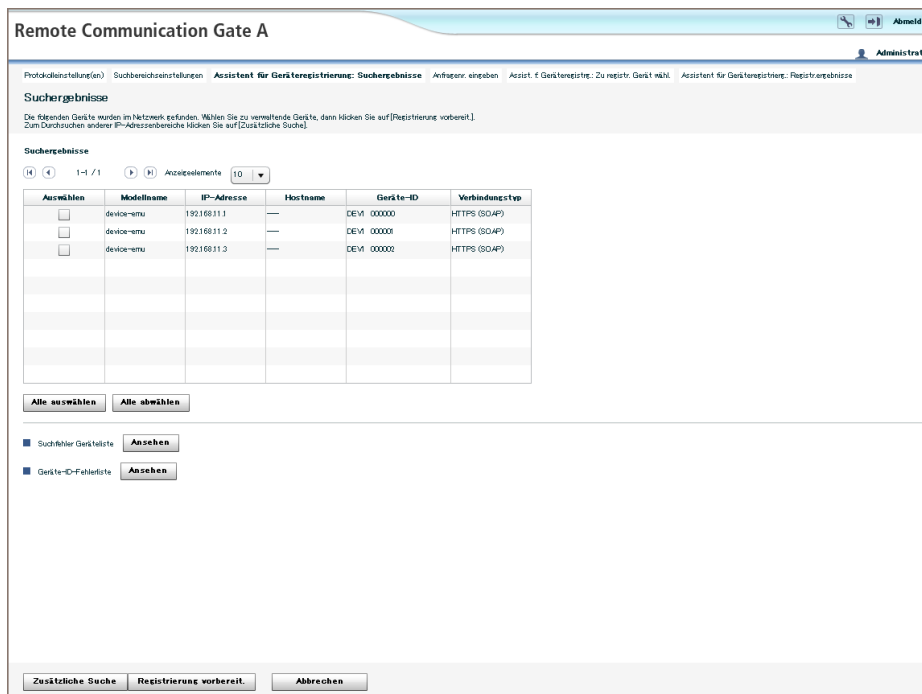 Remote Communication Gate A
Abmeld
Administrat
Protokolleinstellung(en) Suchbereichseinstellungen Assistent für Geräteregistrierung: Suchergebnisse Anfragenr. eingeben Assist. f. Geräteregistrg.: Zu registr. Gerät wähl. Assistent für Geräteregistrierg.: Registr.ergebnisse
Suchergebnisse
Die folgenden Geräte wurden im Netzwerk gefunden. Wählen Sie zu verwaltende Geräte, dann klicken Sie auf [Registrierung vorbereit.].
Zum Durchsuchen anderer IP-Adressenbereiche klicken Sie auf [Zusätzliche Suche].
Suchergebnisse
1-1 / 1 Anzeigeelemente 10
Auswählen Modellname IP-Adresse Hostname Geräte-ID Verbindungstyp
device-emu 192.168.11.1 ---- DEV1 000000 HTTPS (SOAP)
device-emu 192.168.11.2 ---- DEV1 000001 HTTPS (SOAP)
device-emu 192.168.11.3 ---- DEV1 000002 HTTPS (SOAP)
Alle auswählen Alle abwählen
Suchfehler Geräteliste Ansehen
Geräte-ID-Fehlerliste Ansehen
Zusätzliche Suche Registrierung vorbereit. Abbrechen